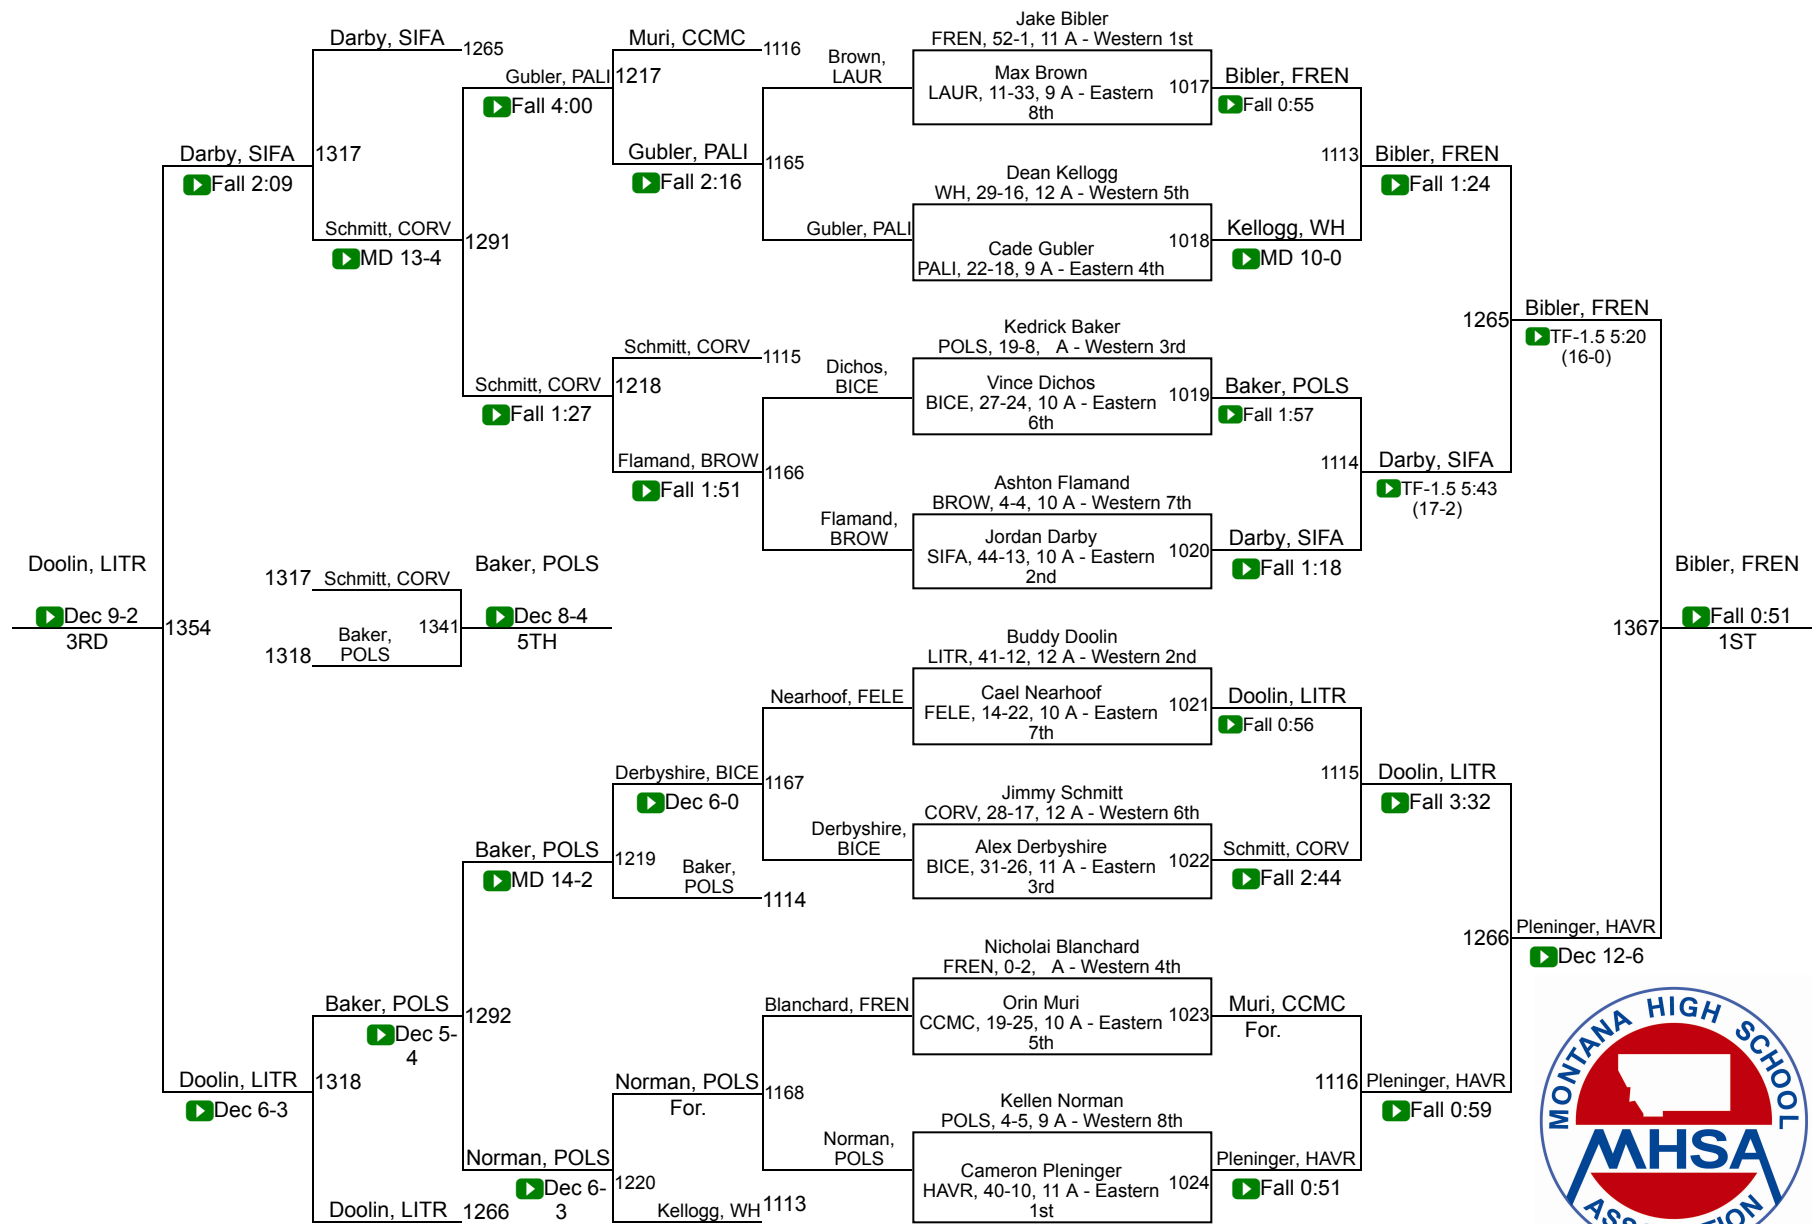 Jake Bibler
FREN, 52-1, 11 A - Western 1st
Max Brown
LAUR, 11-33, 9 A - Eastern
8th
1017
Bibler, FREN
Fall 0:55
Dean Kellogg
WH, 29-16, 12 A - Western 5th
Cade Gubler
PALI, 22-18, 9 A - Eastern 4th
1018
Kellogg, WH
MD 10-0
1113
Bibler, FREN
Fall 1:24
Kedrick Baker
POLS, 19-8, A - Western 3rd
Vince Dichos
BICE, 27-24, 10 A - Eastern
6th
1019
Baker, POLS
Fall 1:57
Ashton Flamand
BROW, 4-4, 10 A - Western 7th
Jordan Darby
SIFA, 44-13, 10 A - Eastern
2nd
1020
Darby, SIFA
Fall 1:18
1114
Darby, SIFA
TF-1.5 5:43
(17-2)
1265
Bibler, FREN
TF-1.5 5:20
(16-0)
Buddy Doolin
LITR, 41-12, 12 A - Western 2nd
Cael Nearhoof
FELE, 14-22, 10 A - Eastern
7th
1021
Doolin, LITR
Fall 0:56
Jimmy Schmitt
CORV, 28-17, 12 A - Western 6th
Alex Derbyshire
BICE, 31-26, 11 A - Eastern
3rd
1022
Schmitt, CORV
Fall 2:44
1115
Doolin, LITR
Fall 3:32
Nicholai Blanchard
FREN, 0-2, A - Western 4th
Orin Muri
CCMC, 19-25, 10 A - Eastern
5th
1023
Muri, CCMC
For.
Kellen Norman
POLS, 4-5, 9 A - Western 8th
Cameron Pleninger
HAVR, 40-10, 11 A - Eastern
1st
1024
Pleninger, HAVR
Fall 0:51
1116
Pleninger, HAVR
Fall 0:59
1266
Pleninger, HAVR
Dec 12-6
1367
Bibler, FREN
Fall 0:51
1ST
Brown,
LAUR
Gubler, PALI
1165
Gubler, PALI
Fall 2:16
Muri, CCMC
1116
1217
Gubler, PALI
Fall 4:00
Dichos,
BICE
Flamand,
BROW
1166
Flamand, BROW
Fall 1:51
Schmitt, CORV
1115
1218
Schmitt, CORV
Fall 1:27
1291
Schmitt, CORV
MD 13-4
Darby, SIFA
1265
1317
Darby, SIFA
Fall 2:09
Nearhoof, FELE
Derbyshire,
BICE
1167
Derbyshire, BICE
Dec 6-0
Baker,
POLS
1114
1219
Baker, POLS
MD 14-2
Blanchard, FREN
Norman,
POLS
1168
Norman, POLS
For.
Kellogg, WH
1113
1220
Norman, POLS
Dec 6-
3
1292
Baker, POLS
Dec 5-
4
Doolin, LITR
1266
1318
Doolin, LITR
Dec 6-3
1354
Doolin, LITR
Dec 9-2
3RD
1317
Schmitt, CORV
1318
Baker,
POLS
1341
Baker, POLS
Dec 8-4
5TH
MONTANA HIGH SCHOOL
MHSA
ASSOCIATION